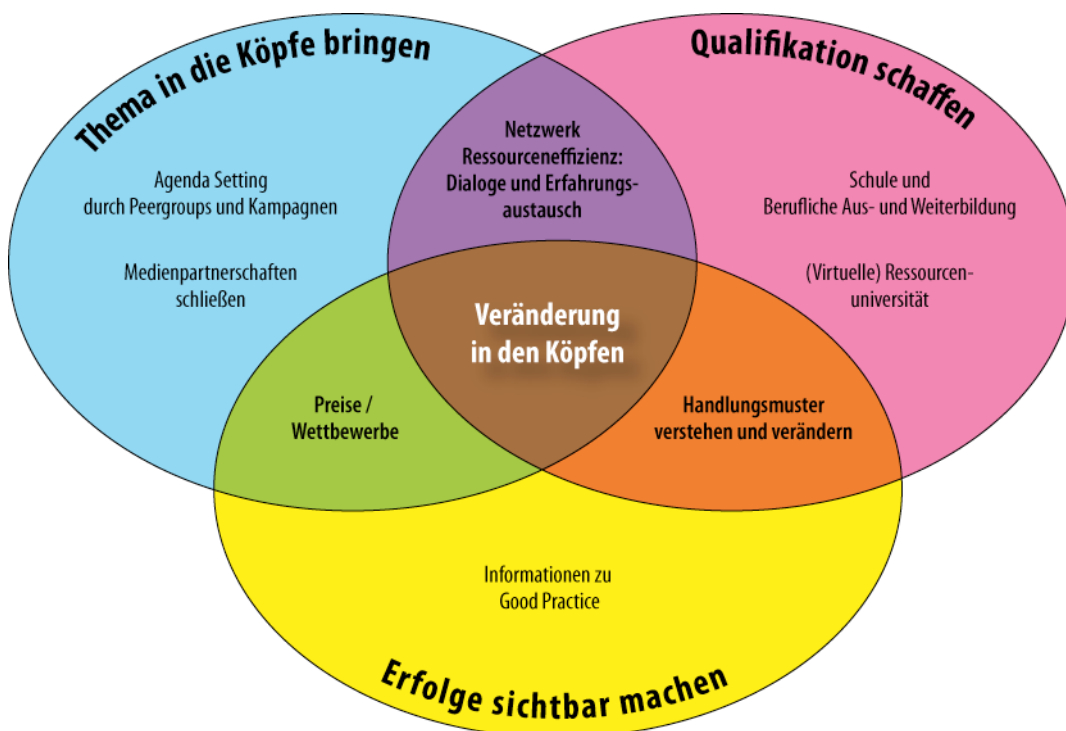 Thema in die Köpfe bringen
Qualifikation schaffen
Netzwerk
Ressourceneffizienz:
Dialoge und Erfahrungs-
austausch
Agenda Setting
durch Peergroups und Kampagnen
Medienpartnerschaften
schließen
Schule und
Berufliche Aus- und Weiterbildung
(Virtuelle) Ressourcen-
universität
Veränderung
in den Köpfen
Preise /
Wettbewerbe
Handlungsmuster
verstehen und verändern
Informationen zu
Good Practice
Erfolge sichtbar machen